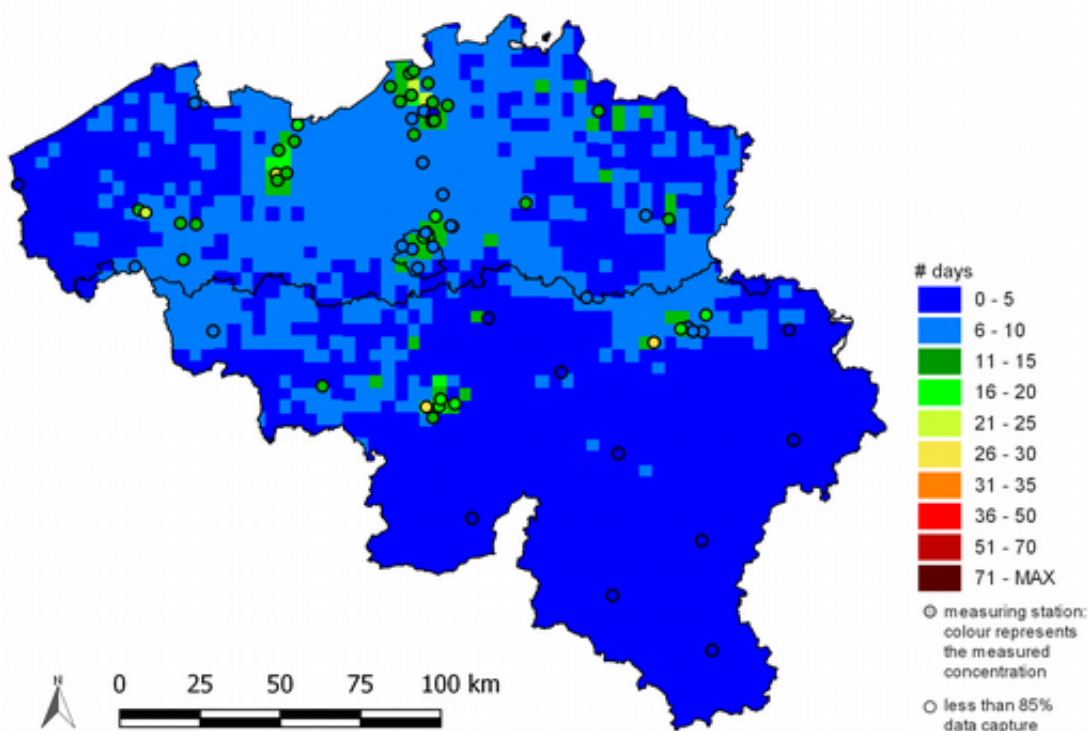 # days
0 - 5
6 - 10
11 - 15
16 - 20
21 - 25
26 - 30
31 - 35
36 - 50
51 - 70
71 - MAX
measuring station:
colour represents
the measured
concentration
less than 85%
data capture
N
0 25 50 75 100 km